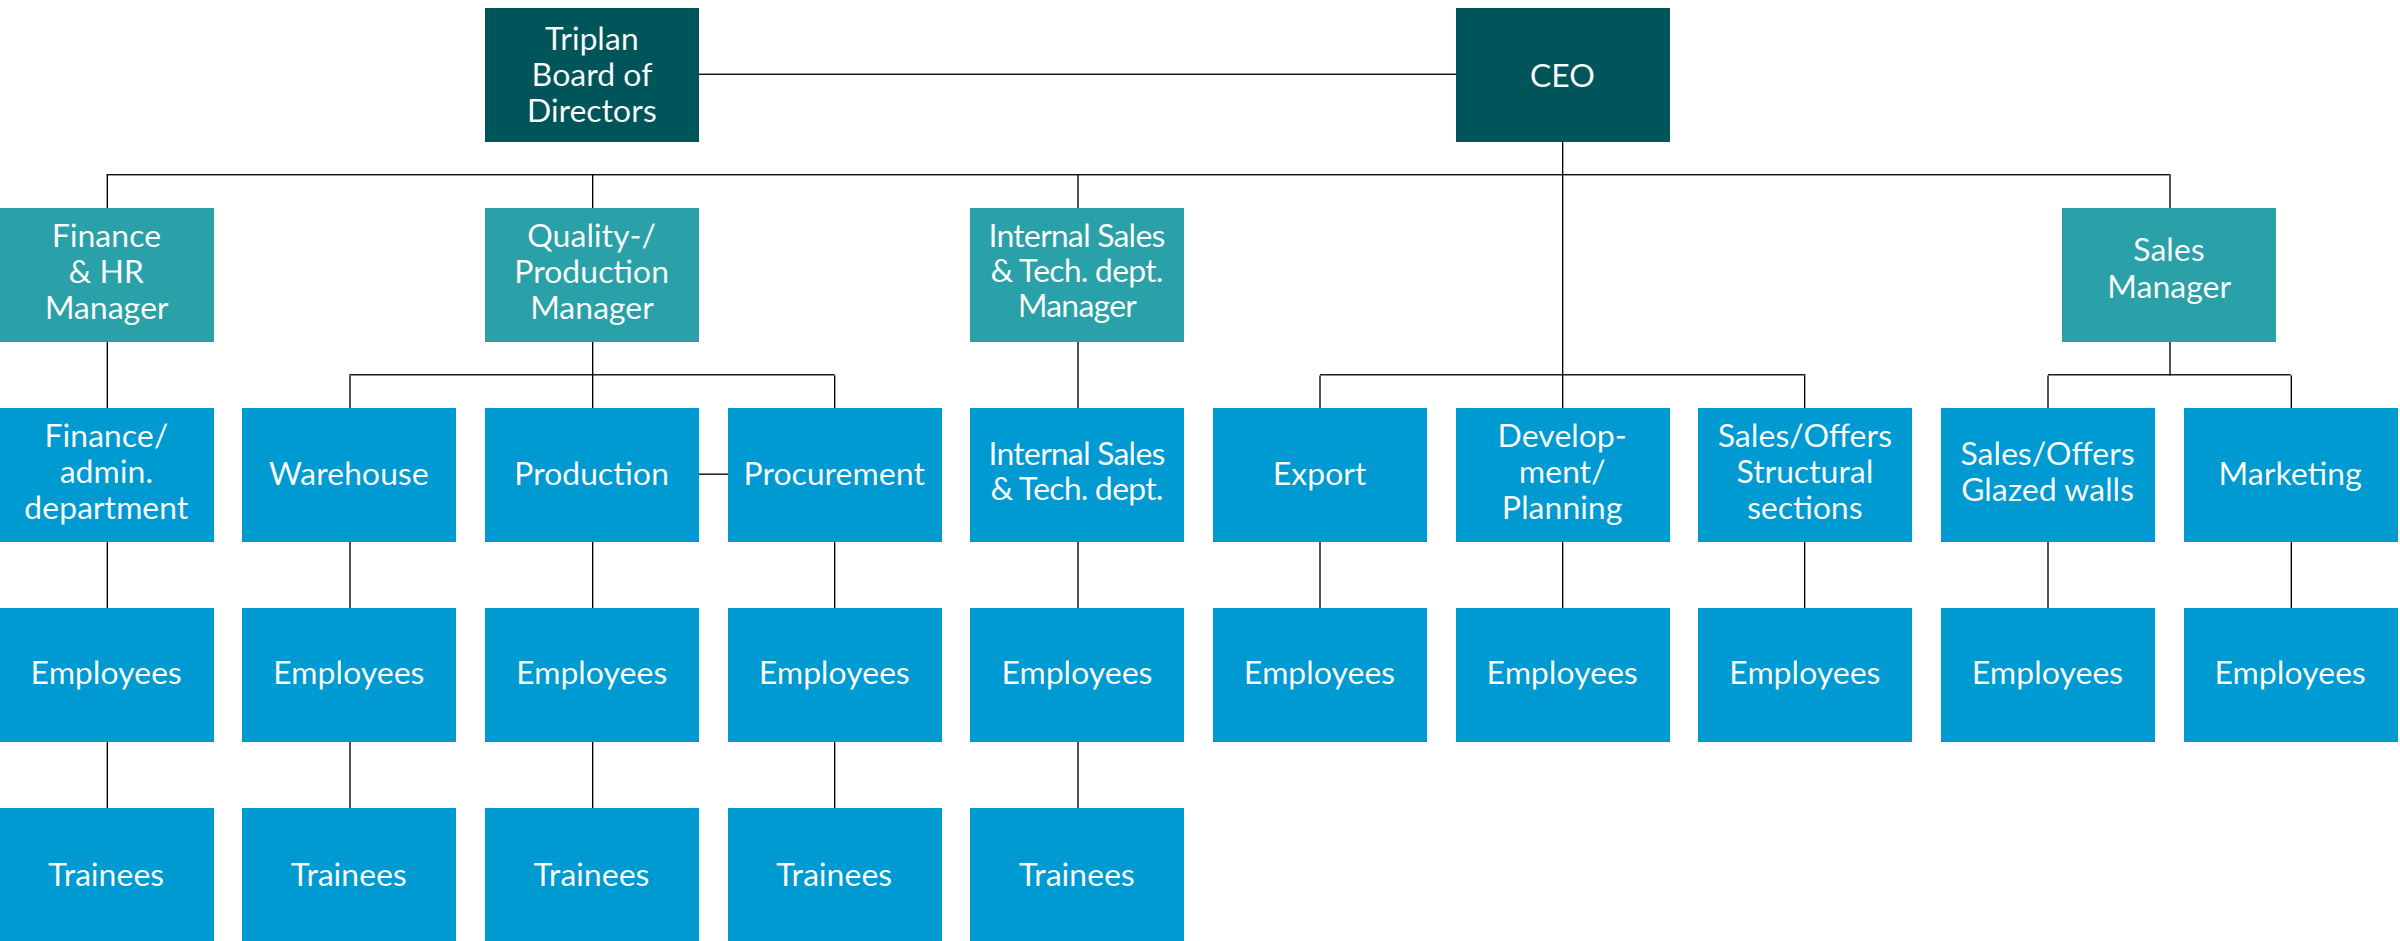 Triplan
Board of
Directors
CEO
Finance
& HR
Manager
Quality-/
Production
Manager
Internal Sales
& Tech. dept.
Manager
Sales
Manager
Finance/
admin.
department
Warehouse
Production
Procurement
Internal Sales
& Tech. dept.
Export
Develop-
ment/
Planning
Sales/Offers
Structural
sections
Sales/Offers
Glazed walls
Marketing
Employees
Employees
Employees
Employees
Employees
Employees
Employees
Employees
Employees
Employees
Trainees
Trainees
Trainees
Trainees
Trainees